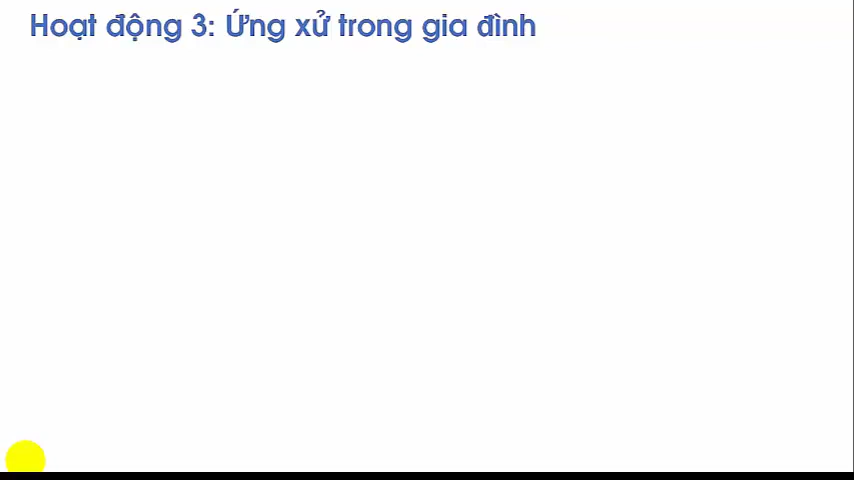 Hoạt động 3: Ứng xử trong gia đình